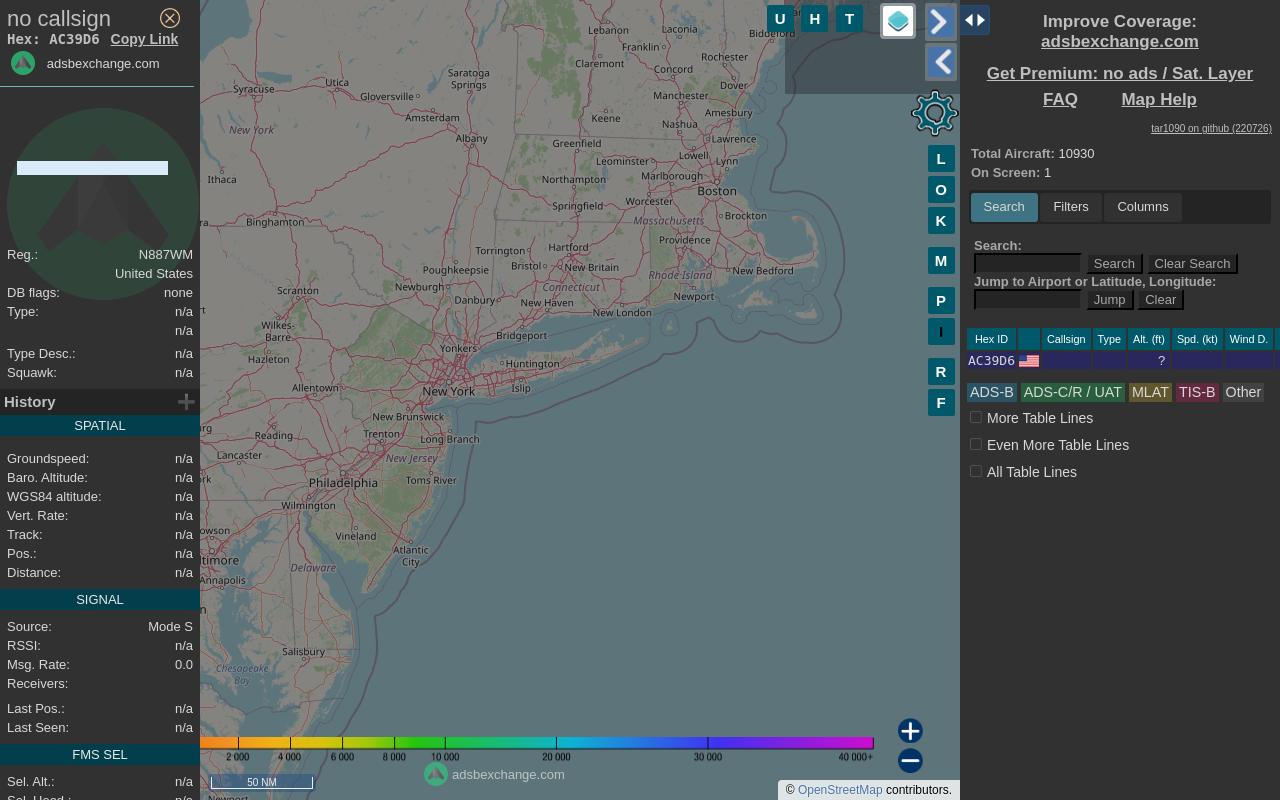 no callsign
Hex: AC39D6 Copy Link
adsbexchange.com
Reg.: N887WM
United States
DB flags: none
Type: n/a
n/a
Type Desc.: n/a
Squawk: n/a
History
SPATIAL
Groundspeed: n/a
Baro. Altitude: n/a
WGS84 altitude: n/a
Vert. Rate: n/a
Track: n/a
Pos.: n/a
Distance: n/a
SIGNAL
Source: Mode S
RSSI: n/a
Msg. Rate: 0.0
Receivers:
Last Pos.: n/a
Last Seen: n/a
FMS SEL
Sel. Alt.: n/a
Sel. Head.: n/a
U H T
L
O
K
M
P
I
R
F
Lebanon
Laconia
Franklin
Biddeford
Claremont
Rochester
Concord
Dover
Utica
Saratoga
Springs
Syracuse
Gloversville
Manchester
Amsterdam
Keene
Amesbury
Nashua
New York
Albany
Greenfield
Lawrence
Lowell
Leominster
Lynn
Ithaca
Northampton
Marlborough
Boston
Springfield
Worcester
Binghamton
Massachusetts
Brockton
Providence
Torrington
Hartford
Bristol
New Britain
Poughkeepsie
Rhode Island
New Bedford
Newburgh
Connecticut
Scranton
Danbury
New Haven
Newport
New London
Wilkes-
Barre
Bridgeport
Yonkers
Hazleton
Huntington
Allentown
New York
Islip
New Brunswick
Reading
Trenton
Long Branch
Lancaster
New Jersey
Philadelphia
Toms River
Wilmington
Vineland
Atlantic
City
Delaware
Annapolis
Salisbury
Chesapeake
Bay
Newport
2 000 4 000 6 000 8 000 10 000 20 000 30 000 40 000+
50 NM
adsbexchange.com
© OpenStreetMap contributors.
Improve Coverage:
adsbexchange.com
Get Premium: no ads / Sat. Layer
FAQ Map Help
tar1090 on github (220726)
Total Aircraft: 10930
On Screen: 1
Search Filters Columns
Search:
Search Clear Search
Jump to Airport or Latitude, Longitude:
Jump Clear
Hex ID Callsign Type Alt. (ft) Spd. (kt) Wind D.
AC39D6 ?
ADS-B ADS-C/R / UAT MLAT TIS-B Other
More Table Lines
Even More Table Lines
All Table Lines